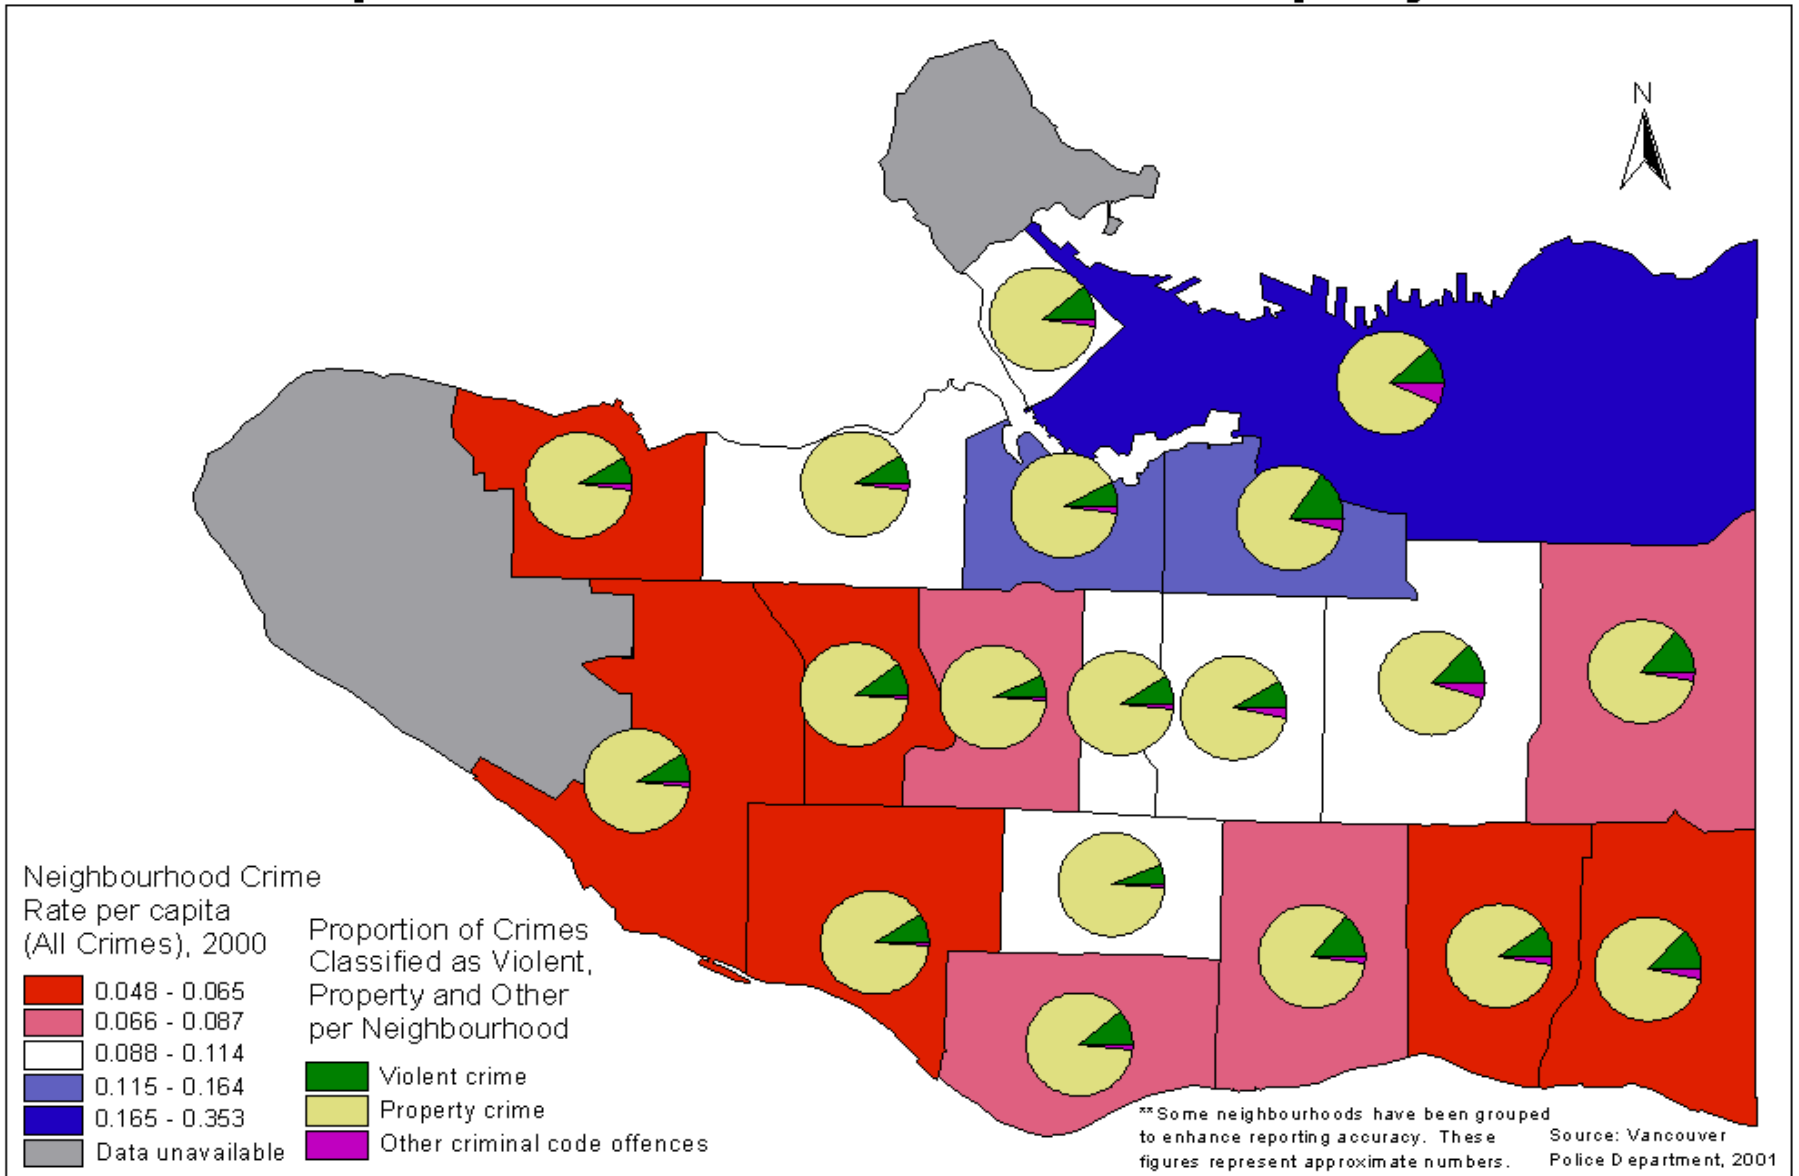 N
Neighbourhood Crime
Rate per capita
(All Crimes), 2000
0.048 - 0.065
0.066 - 0.087
0.088 - 0.114
0.115 - 0.164
0.165 - 0.353
Data unavailable
Proportion of Crimes
Classified as Violent,
Property and Other
per Neighbourhood
Violent crime
Property crime
Other criminal code offences
**Some neighbourhoods have been grouped
to enhance reporting accuracy. These
figures represent approximate numbers.
Source: Vancouver
Police Department, 2001